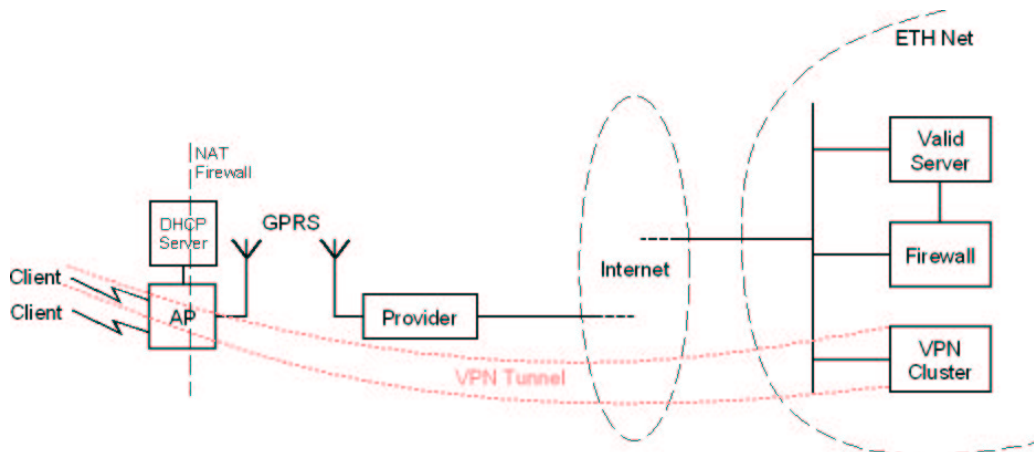 ETH Net
Valid
Server
NAT
Firewall
DHCP
Server
GPRS
Firewall
Internet
Client
Client
AP
Provider
VPN Tunnel
VPN
Cluster